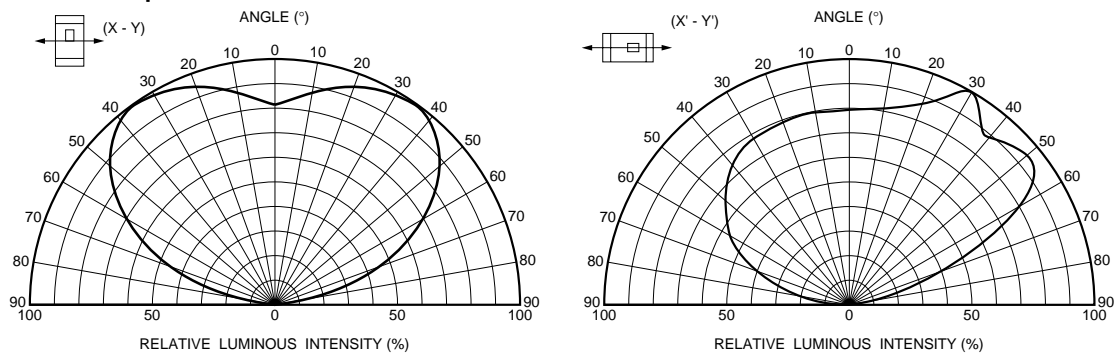 ANGLE (°)
(X - Y)
90 80 70 60 50 40 30 20 10 0 10 20 30 40 50 60 70 80 90
100 50 0 50 100
RELATIVE LUMINOUS INTENSITY (%)
ANGLE (°)
(X' - Y')
90 80 70 60 50 40 30 20 10 0 10 20 30 40 50 60 70 80 90
100 50 0 50 100
RELATIVE LUMINOUS INTENSITY (%)